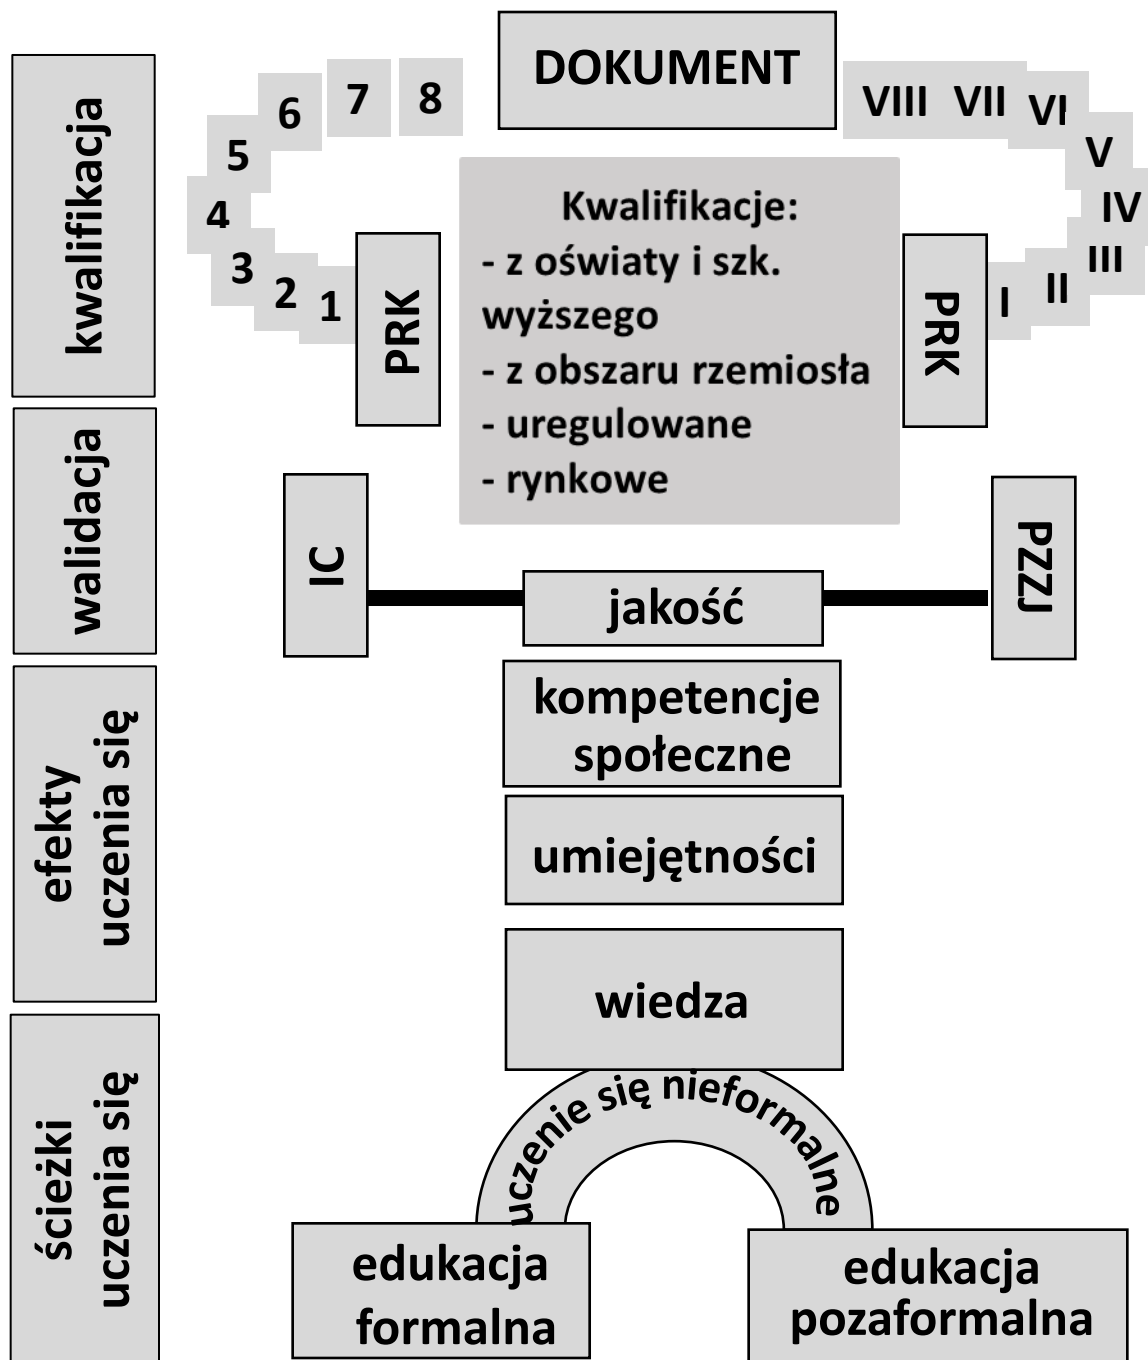 kwalifikacja
DOKUMENT
1
2
3
4
5
6
7
8
VIII
VII
VI
V
IV
III
II
I
PRK
Kwalifikacje:
- z oświaty i szk.
wyższego
- z obszaru rzemiosła
- uregulowane
- rynkowe
PRK
walidacja
IC
jakość
PZZJ
efekty
uczenia się
kompetencje
społeczne
umiejętności
wiedza
ścieżki
uczenia się
uczenie się nieformalne
edukacja
formalna
edukacja
pozaformalna